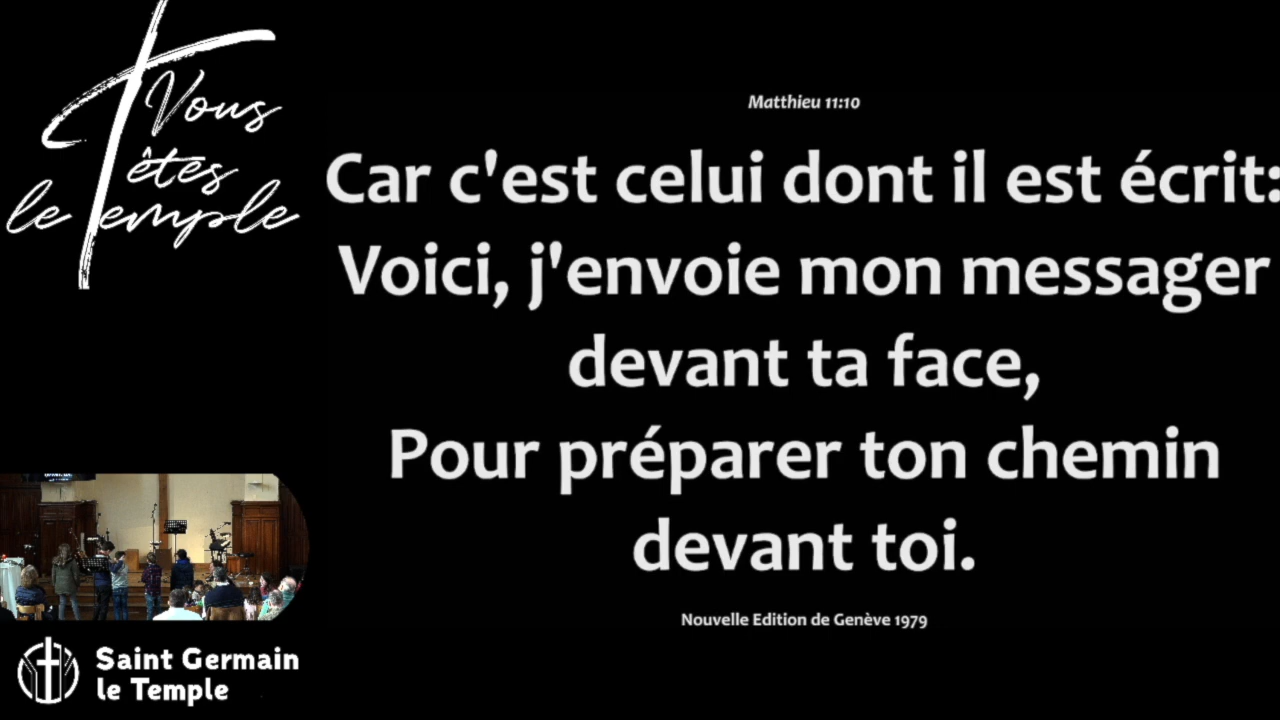 Vous
êtes
le Temple
Matthieu 11:10
Car c'est celui dont il est écrit:
Voici, j'envoie mon messager
devant ta face,
Pour préparer ton chemin
devant toi.
Nouvelle Edition de Genève 1979
Saint Germain
le Temple